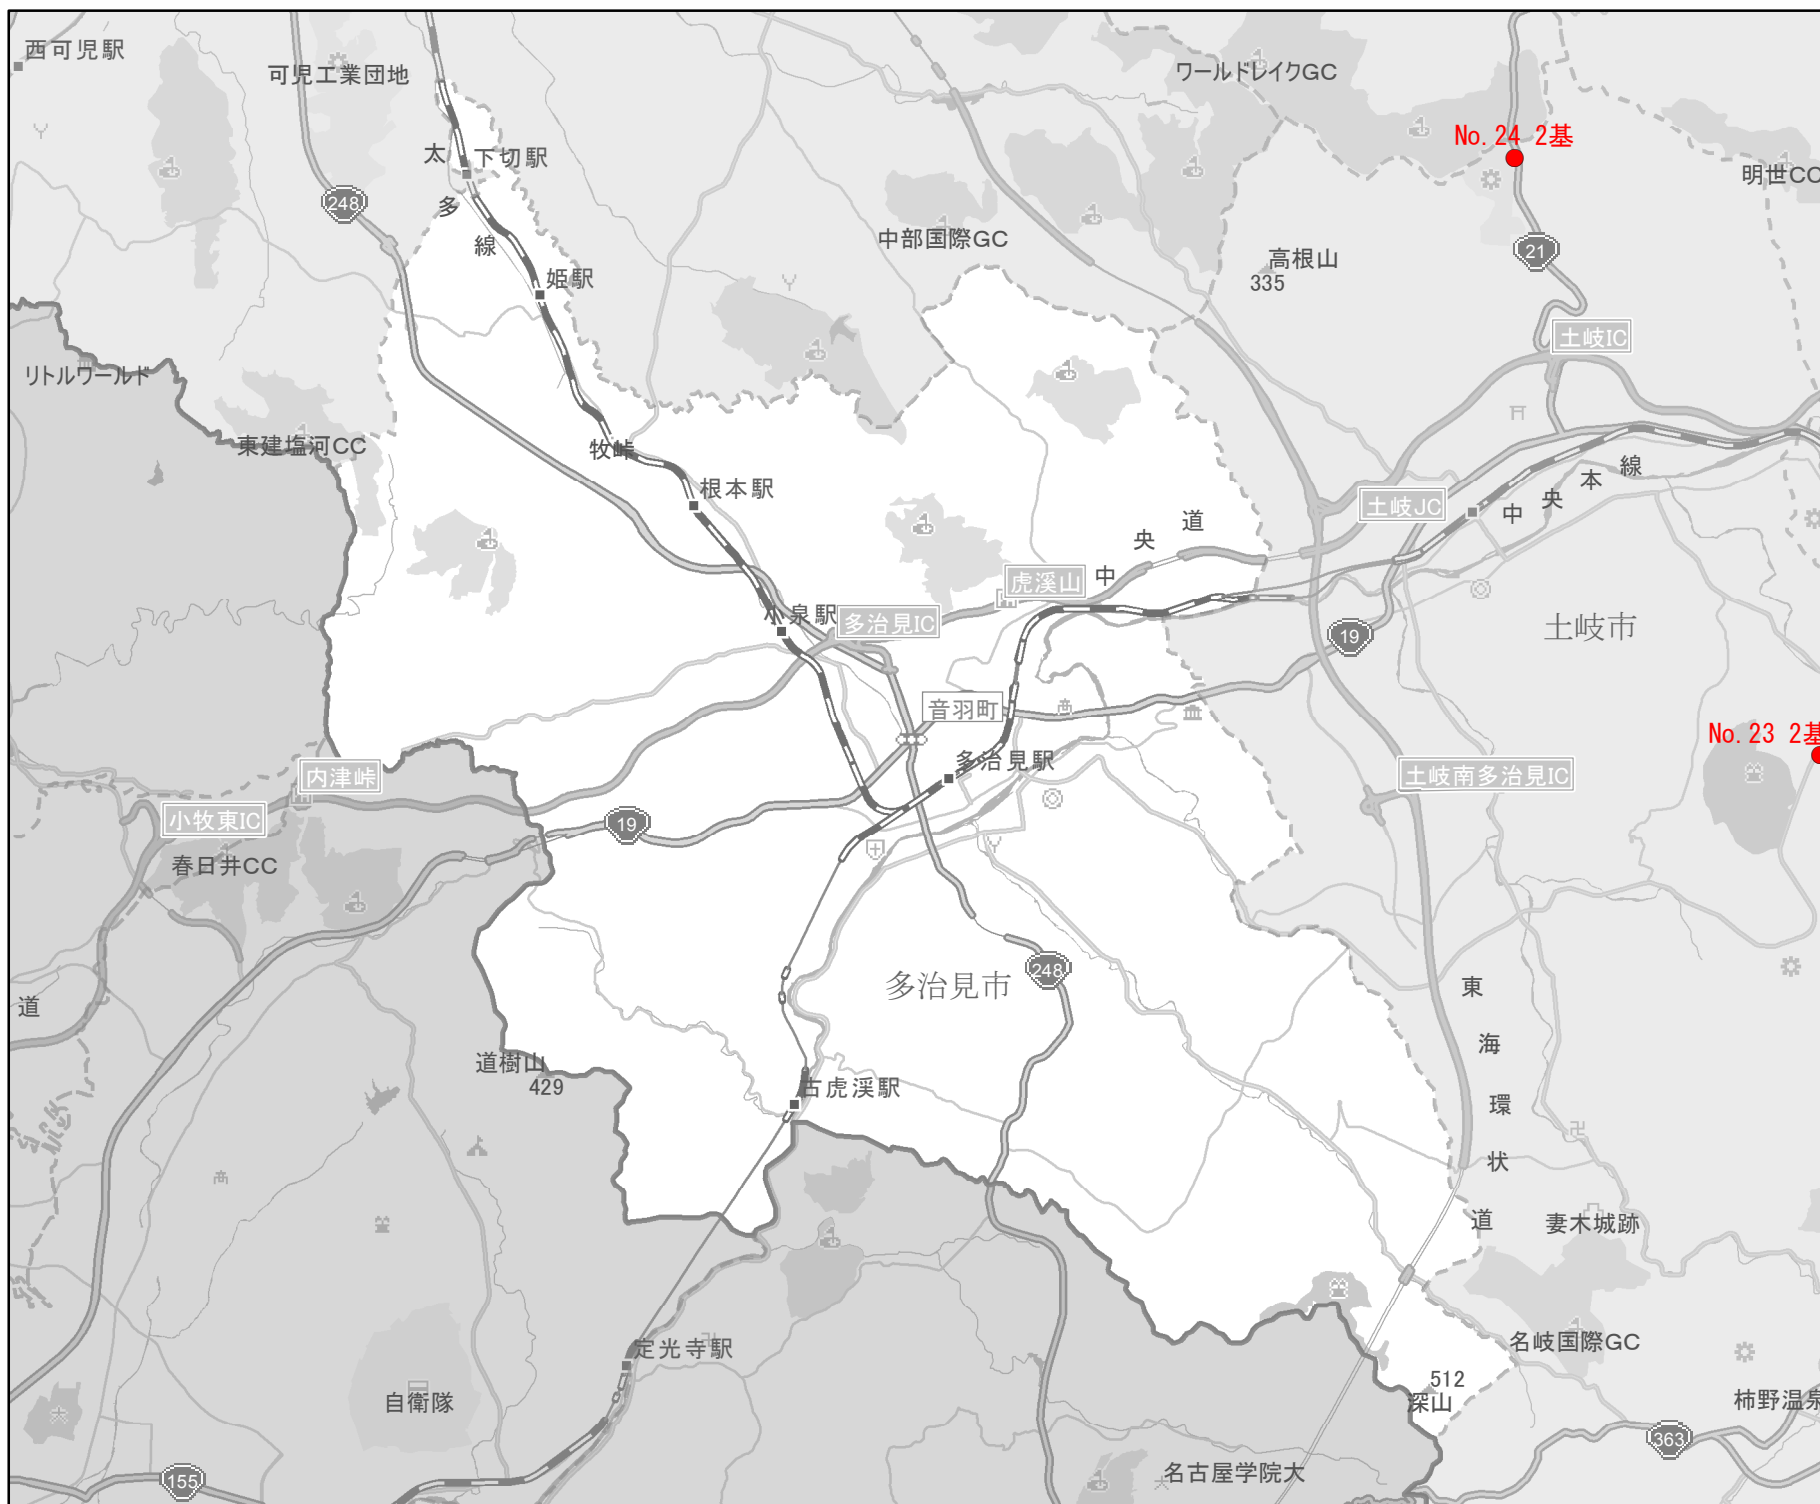 西可児駅
可児工業団地
ワールドレイクGC
No.24 2基
太
下切駅
明世CC
248
多
線
中部国際GC
21
高根山
335
姫駅
土岐IC
リトルワールド
東建塩河CC
牧峠
根本駅
線
本
央
中
土岐JC
道
央
中
虎渓山
小泉駅
多治見IC
19
土岐市
音羽町
No.23 2基
多治見駅
内津峠
土岐南多治見IC
小牧東IC
19
春日井CC
248
多治見市
道
東
海
環
状
道
道樹山
429
古虎渓駅
妻木城跡
定光寺駅
名岐国際GC
512
深山
自衛隊
柿野温泉
363
155
名古屋学院大